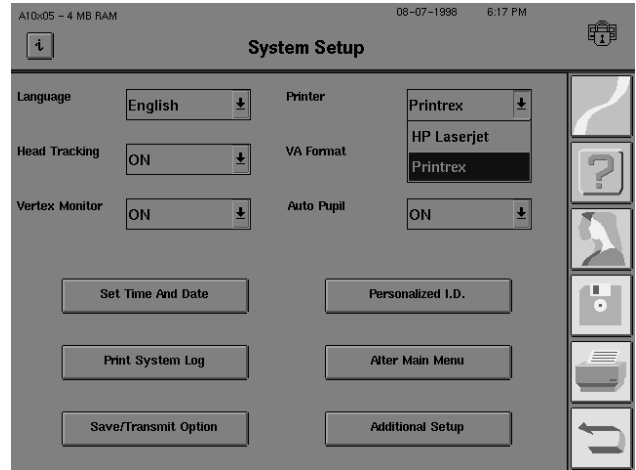 A10x05 - 4 MB RAM
08-07-1998 6:17 PM
i
System Setup
Language
English
Printer
Printrex
HP Laserjet
Printrex
Head Tracking
ON
VA Format
Vertex Monitor
ON
Auto Pupil
ON
Set Time And Date
Personalized I.D.
Print System Log
Alter Main Menu
Save/Transmit Option
Additional Setup
?